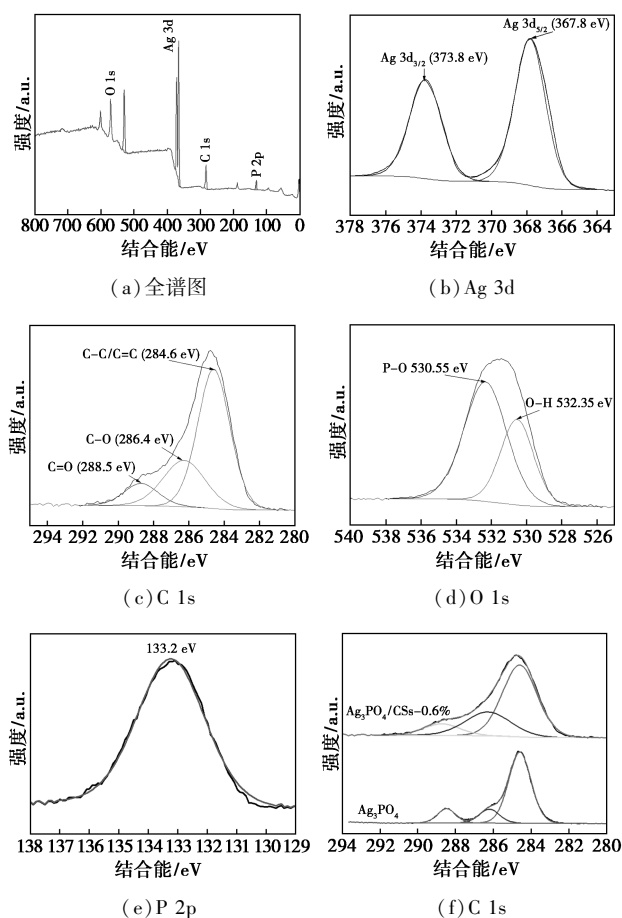 强度/a.u.
O 1s
Ag 3d
C 1s
P 2p
800 700 600 500 400 300 200 100 0
结合能/eV
(a)全谱图
强度/a.u.
Ag 3d3/2 (373.8 eV)
Ag 3d5/2 (367.8 eV)
378 376 374 372 370 368 366 364
结合能/eV
(b)Ag 3d
强度/a.u.
C-C/C=C (284.6 eV)
C-O (286.4 eV)
C=O (288.5 eV)
294 292 290 288 286 284 282 280
结合能/eV
(c)C 1s
强度/a.u.
P-O 530.55 eV
O-H 532.35 eV
540 538 536 534 532 530 528 526
结合能/eV
(d)O 1s
强度/a.u.
133.2 eV
138 137 136 135 134 133 132 131 130 129
结合能/eV
(e)P 2p
强度/a.u.
Ag3PO4/CSs-0.6%
Ag3PO4
294 292 290 288 286 284 282 280
结合能/eV
(f)C 1s